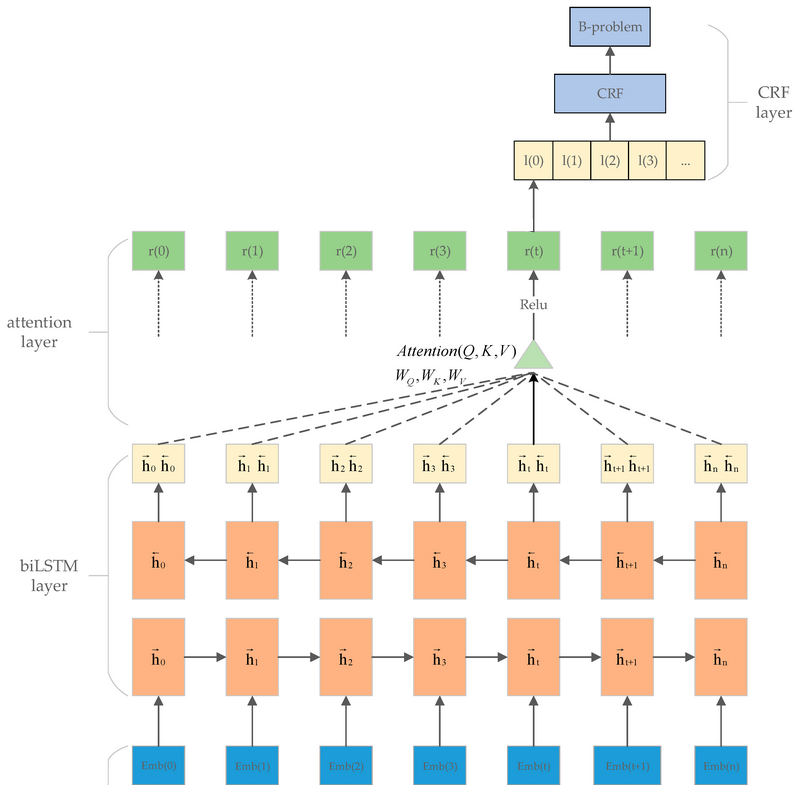 B-problem
CRF
CRF
layer
l(0) l(1) l(2) l(3) ...
r(0) r(1) r(2) r(3) r(t) r(t+1) r(n)
Relu
attention
layer
Attention(Q,K,V)
W_Q,W_K,W_V
h⃗₀ h⃖₀ h⃗₁ h⃖₁ h⃗₂ h⃖₂ h⃗₃ h⃖₃ h⃗ₜ h⃖ₜ h⃗ₜ₊₁ h⃖ₜ₊₁ h⃗ₙ h⃖ₙ
h⃖₀ h⃖₁ h⃖₂ h⃖₃ h⃖ₜ h⃖ₜ₊₁ h⃖ₙ
biLSTM
layer
h⃗₀ h⃗₁ h⃗₂ h⃗₃ h⃗ₜ h⃗ₜ₊₁ h⃗ₙ
Emb(0) Emb(1) Emb(2) Emb(3) Emb(t) Emb(t+1) Emb(n)